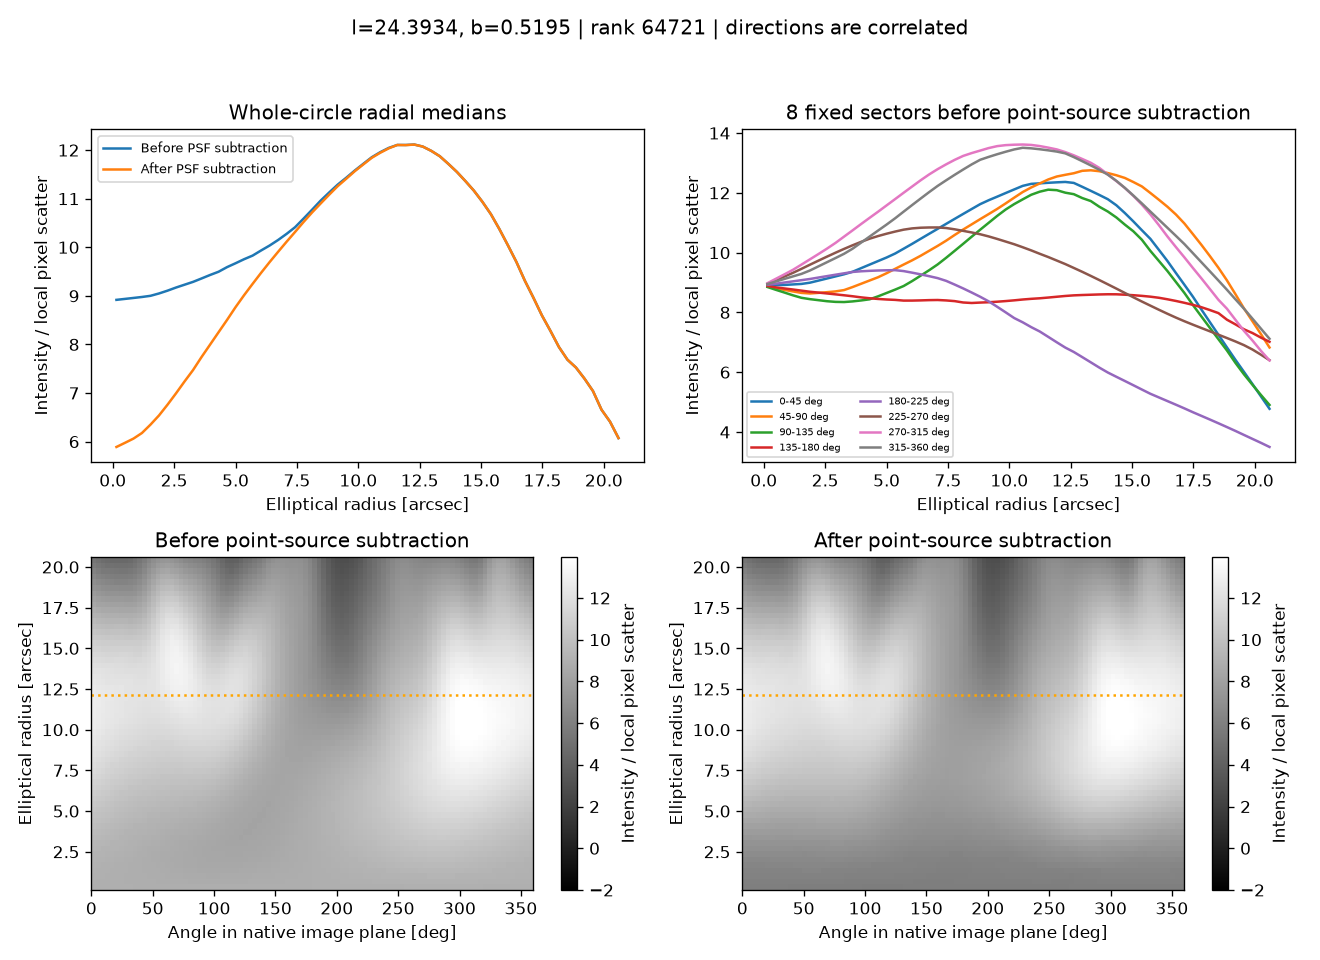 l=24.3934, b=0.5195 | rank 64721 | directions are correlated
Whole-circle radial medians
Intensity / local pixel scatter
12
11
10
9
8
7
6
Before PSF subtraction
After PSF subtraction
0.0 2.5 5.0 7.5 10.0 12.5 15.0 17.5 20.0
Elliptical radius [arcsec]
8 fixed sectors before point-source subtraction
Intensity / local pixel scatter
14
12
10
8
6
4
0-45 deg
45-90 deg
90-135 deg
135-180 deg
180-225 deg
225-270 deg
270-315 deg
315-360 deg
0.0 2.5 5.0 7.5 10.0 12.5 15.0 17.5 20.0
Elliptical radius [arcsec]
Before point-source subtraction
Elliptical radius [arcsec]
20.0
17.5
15.0
12.5
10.0
7.5
5.0
2.5
0 50 100 150 200 250 300 350
Angle in native image plane [deg]
12
10
8
6
4
2
0
−2
Intensity / local pixel scatter
After point-source subtraction
Elliptical radius [arcsec]
20.0
17.5
15.0
12.5
10.0
7.5
5.0
2.5
0 50 100 150 200 250 300 350
Angle in native image plane [deg]
12
10
8
6
4
2
0
−2
Intensity / local pixel scatter